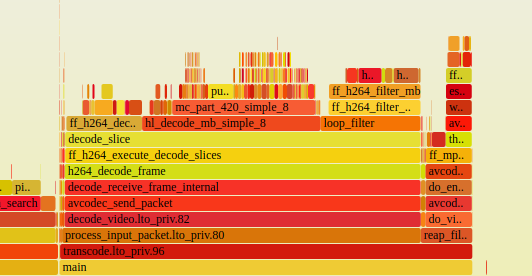 h..
h..
ff..
pu..
ff_h264_filter_mb
es..
mc_part_420_simple_8
ff_h264_filter_..
w..
ff_h264_dec..
hl_decode_mb_simple_8
loop_filter
av..
decode_slice
th..
ff_h264_execute_decode_slices
ff_mp..
h264_decode_frame
avcod..
pi..
decode_receive_frame_internal
do_en..
_search
avcodec_send_packet
avcod..
decode_video.lto_priv.82
do_vi..
process_input_packet.lto_priv.80
reap_fil..
transcode.lto_priv.96
main